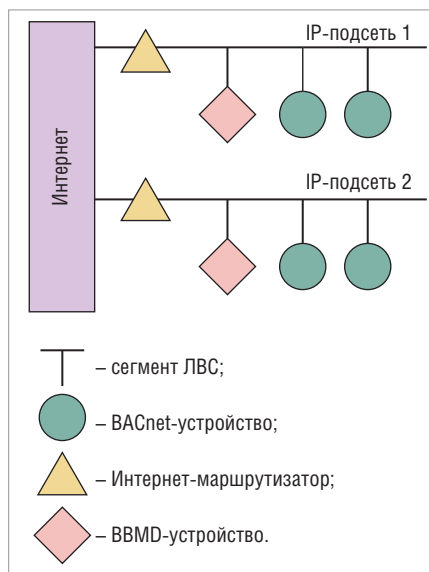 IP-подсеть 1
Интернет
IP-подсеть 2
– сегмент ЛВС;
– BACnet-устройство;
– Интернет-маршрутизатор;
– BBMD-устройство.